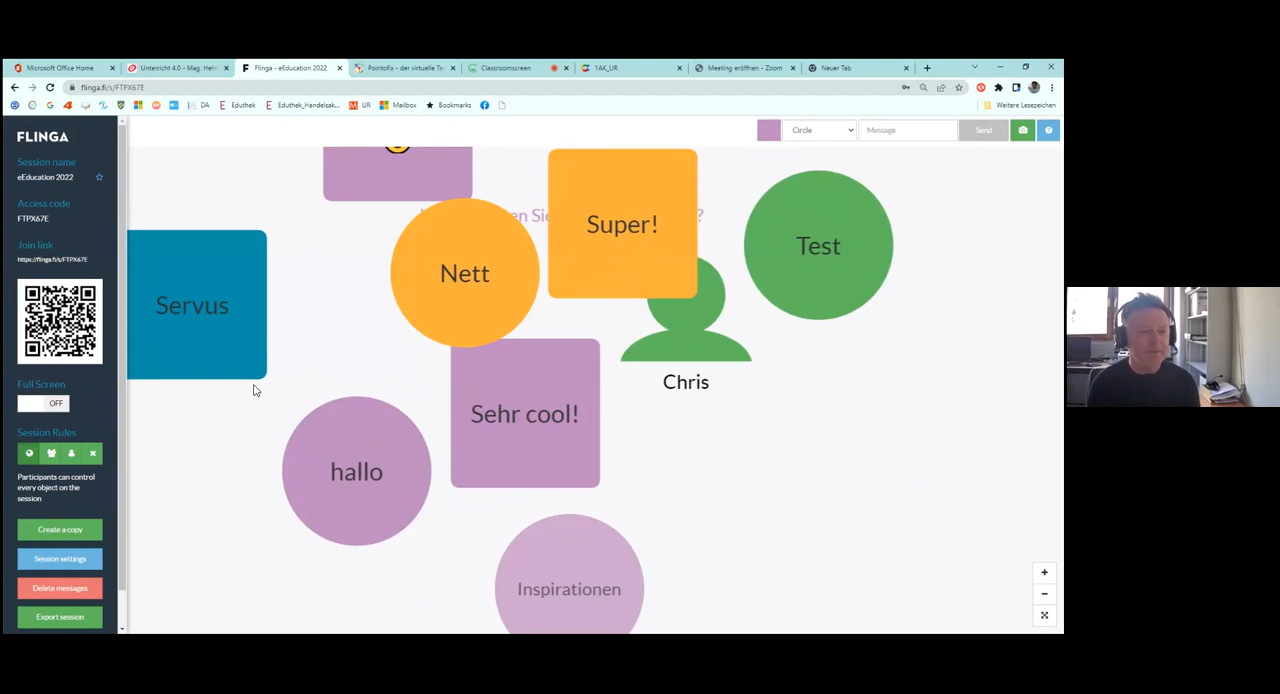 Microsoft Office Home
Unterricht 4.0 - Mag. Helm
Flinga - eEducation 2022
Pointofix - der virtuelle Te
Classroomscreen
1AK_UR
Meeting eröffnen - Zoom
Neuer Tab
flinga.fi/s/FTPX67E
DA
Eduthek
Eduthek_Handelsak...
UR
Mailbox
Bookmarks
Weitere Lesezeichen
FLINGA
Session name
eEducation 2022
Access code
FTPX67E
Join link
https://flinga.fi/s/FTPX67E
Full Screen
OFF
Session Rules
Participants can control
every object on the
session
Create a copy
Session settings
Delete messages
Export session
Circle
Message
Send
en Sie
?
Super!
Test
Nett
Servus
Chris
Sehr cool!
hallo
Inspirationen